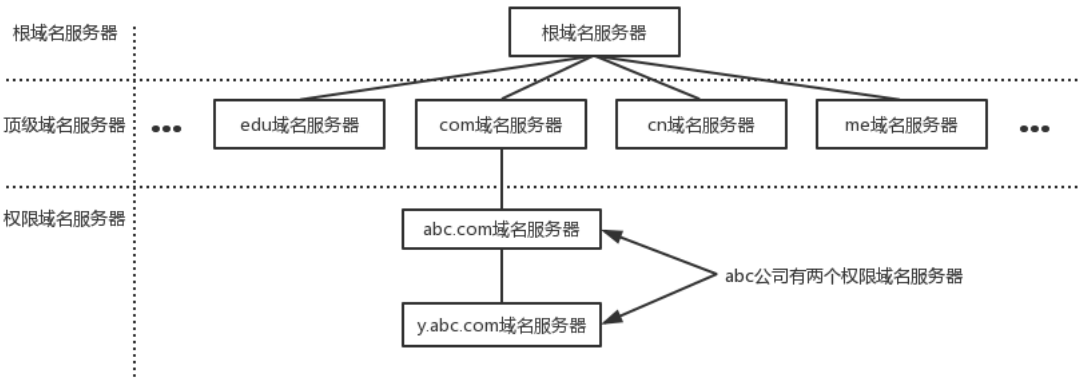 根域名服务器
根域名服务器
顶级域名服务器
•••
edu域名服务器
com域名服务器
cn域名服务器
me域名服务器
•••
权限域名服务器
abc.com域名服务器
abc公司有两个权限域名服务器
y.abc.com域名服务器